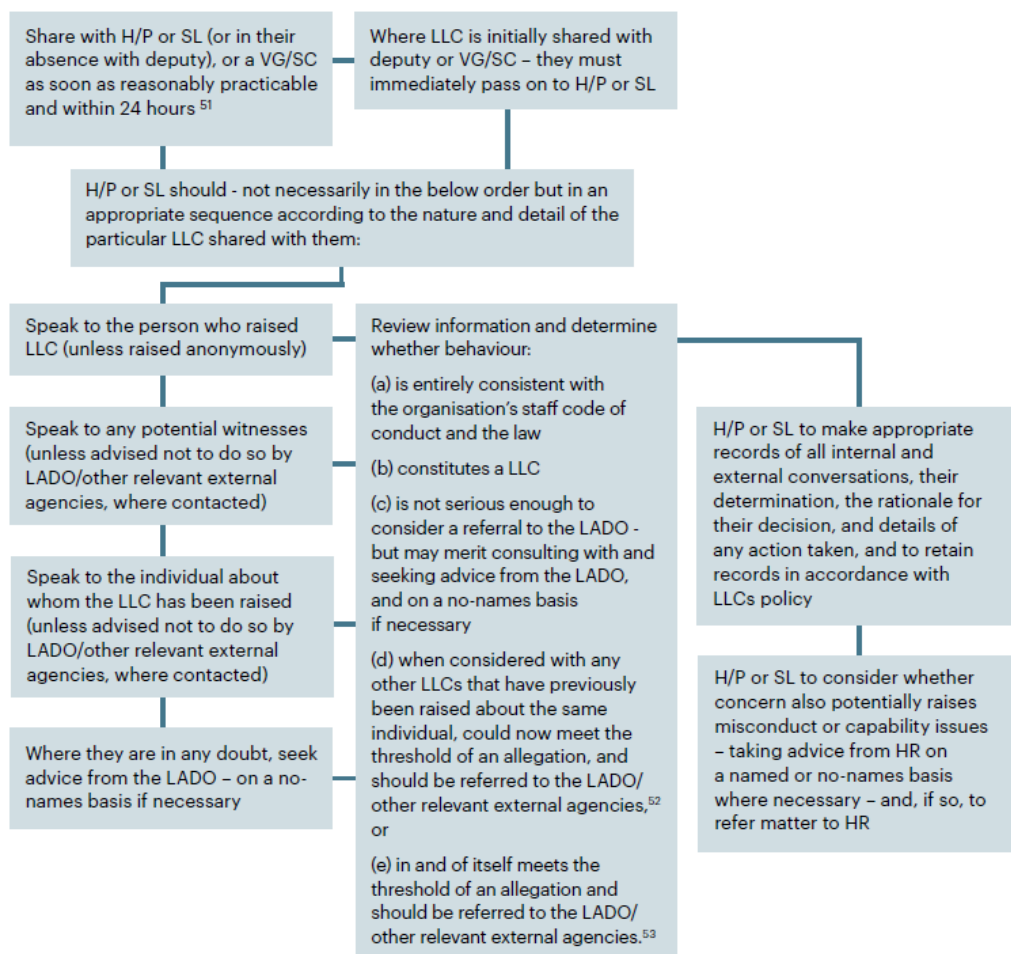 Share with H/P or SL (or in their
absence with deputy), or a VG/SC
as soon as reasonably practicable
and within 24 hours 51
Where LLC is initially shared with
deputy or VG/SC – they must
immediately pass on to H/P or SL
H/P or SL should - not necessarily in the below order but in an
appropriate sequence according to the nature and detail of the
particular LLC shared with them:
Speak to the person who raised
LLC (unless raised anonymously)
Speak to any potential witnesses
(unless advised not to do so by
LADO/other relevant external
agencies, where contacted)
Speak to the individual about
whom the LLC has been raised
(unless advised not to do so by
LADO/other relevant external
agencies, where contacted)
Where they are in any doubt, seek
advice from the LADO – on a no-
names basis if necessary
Review information and determine
whether behaviour:
(a) is entirely consistent with
the organisation’s staff code of
conduct and the law
(b) constitutes a LLC
(c) is not serious enough to
consider a referral to the LADO -
but may merit consulting with and
seeking advice from the LADO,
and on a no-names basis
if necessary
(d) when considered with any
other LLCs that have previously
been raised about the same
individual, could now meet the
threshold of an allegation, and
should be referred to the LADO/
other relevant external agencies,52
or
(e) in and of itself meets the
threshold of an allegation and
should be referred to the LADO/
other relevant external agencies.53
H/P or SL to make appropriate
records of all internal and
external conversations, their
determination, the rationale for
their decision, and details of
any action taken, and to retain
records in accordance with
LLCs policy
H/P or SL to consider whether
concern also potentially raises
misconduct or capability issues
– taking advice from HR on
a named or no-names basis
where necessary – and, if so, to
refer matter to HR